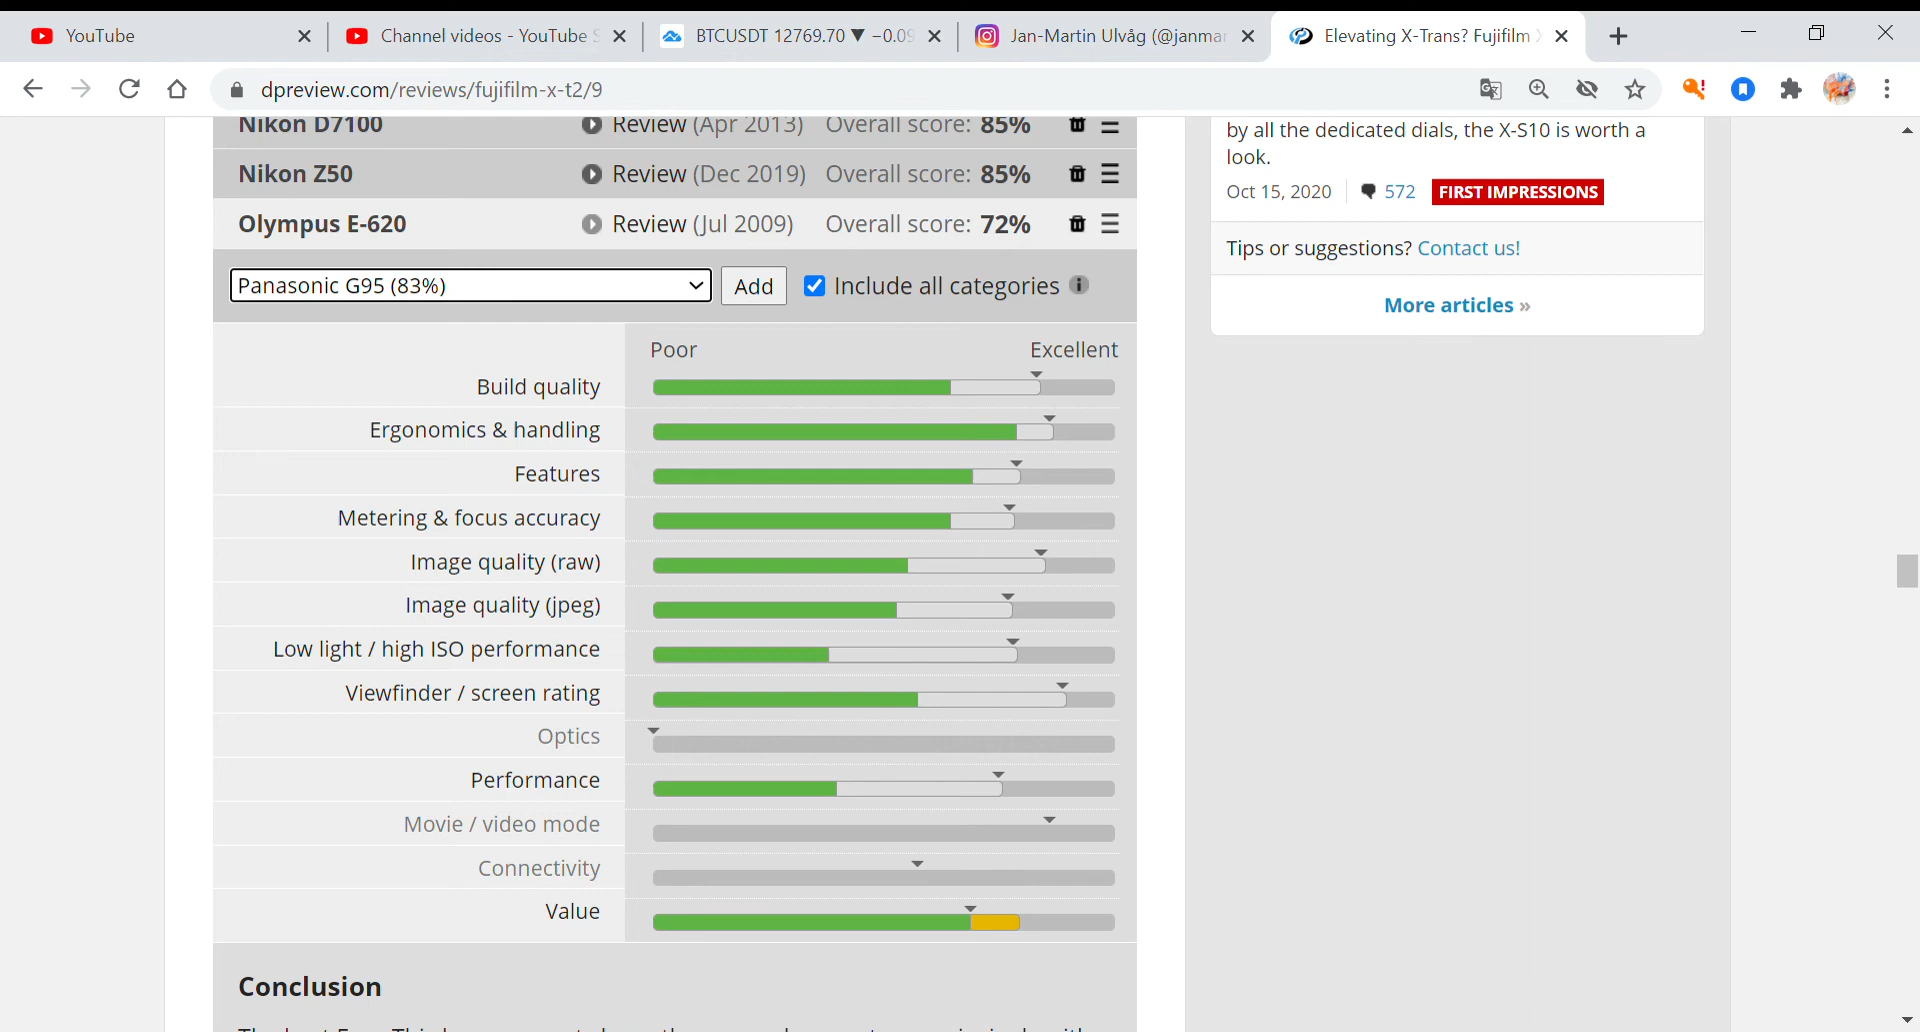 YouTube
Channel videos - YouTube S
BTCUSDT 12769.70 ▼ −0.09
Jan-Martin Ulvåg (@janmar
Elevating X-Trans? Fujifilm X
dpreview.com/reviews/fujifilm-x-t2/9
Nikon D7100 Review (Apr 2013) Overall score: 85%
Nikon Z50 Review (Dec 2019) Overall score: 85%
Olympus E-620 Review (Jul 2009) Overall score: 72%
Panasonic G95 (83%) Add Include all categories
Poor Excellent
Build quality
Ergonomics & handling
Features
Metering & focus accuracy
Image quality (raw)
Image quality (jpeg)
Low light / high ISO performance
Viewfinder / screen rating
Optics
Performance
Movie / video mode
Connectivity
Value
Conclusion
by all the dedicated dials, the X-S10 is worth a
look.
Oct 15, 2020 572 FIRST IMPRESSIONS
Tips or suggestions? Contact us!
More articles »